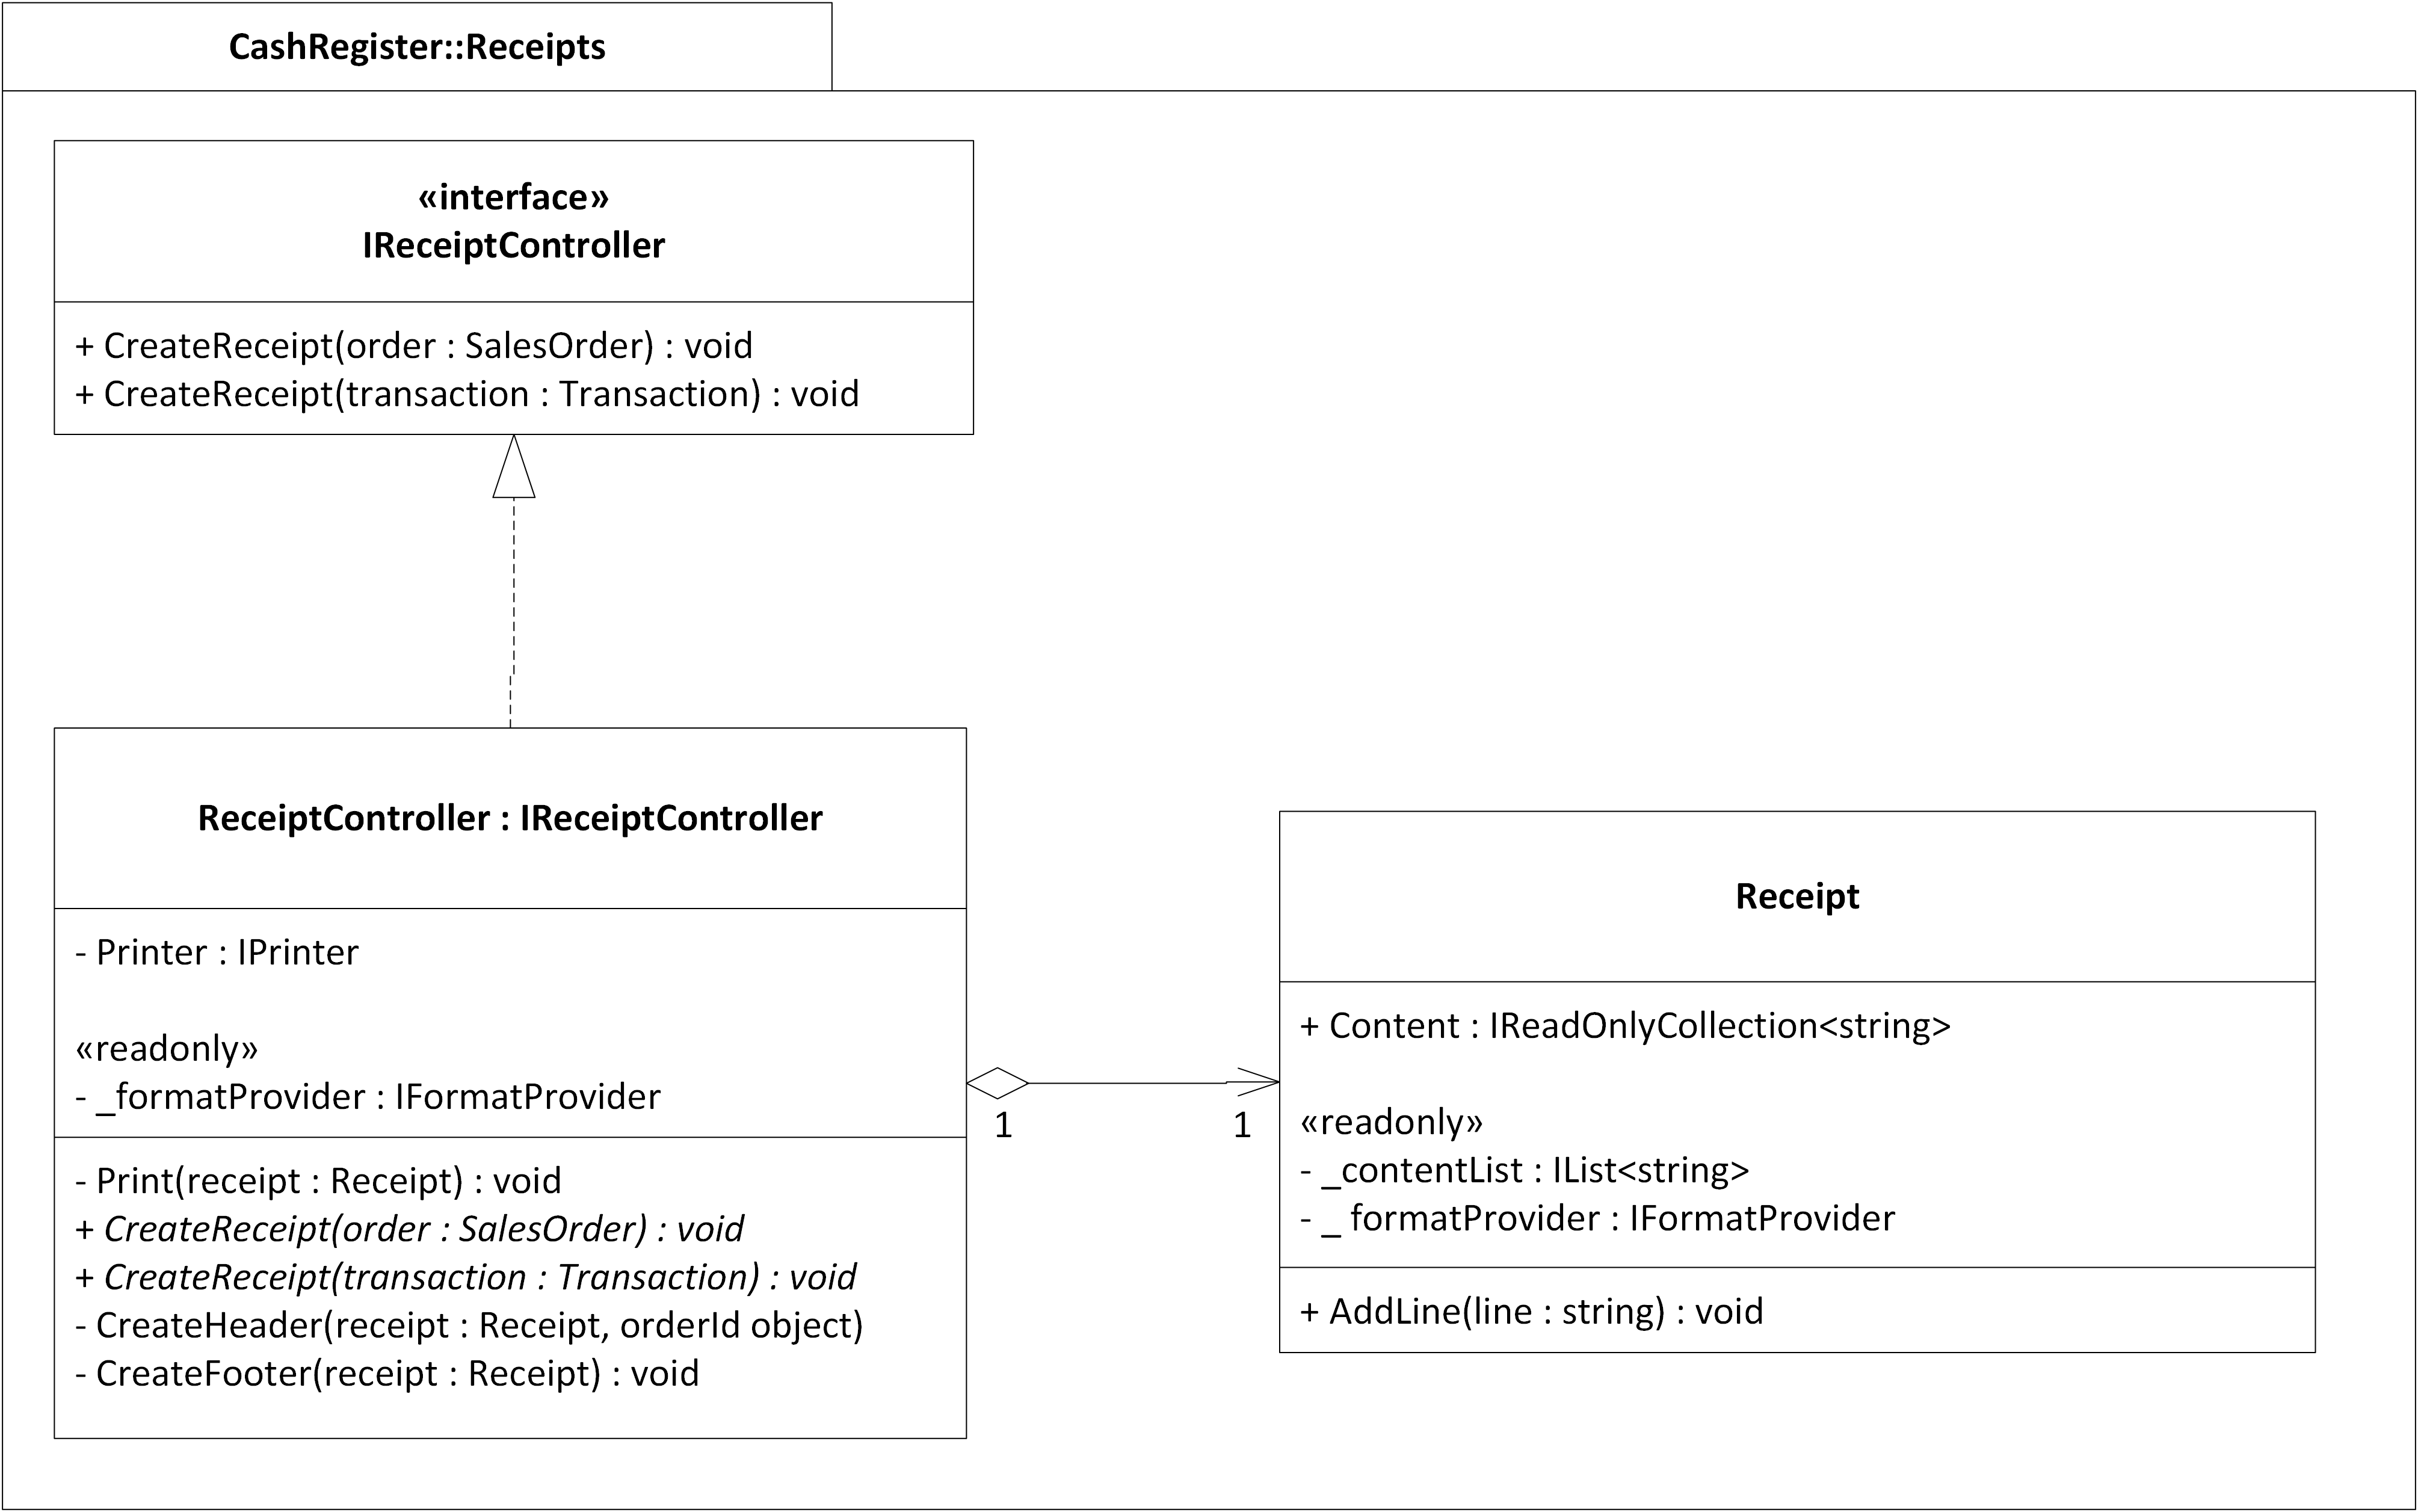 CashRegister::Receipts
«interface»
IReceiptController
+ CreateReceipt(order : SalesOrder) : void
+ CreateReceipt(transaction : Transaction) : void
ReceiptController : IReceiptController
- Printer : IPrinter
«readonly»
- _formatProvider : IFormatProvider
- Print(receipt : Receipt) : void
+ CreateReceipt(order : SalesOrder) : void
+ CreateReceipt(transaction : Transaction) : void
- CreateHeader(receipt : Receipt, orderId object)
- CreateFooter(receipt : Receipt) : void
1
1
Receipt
+ Content : IReadOnlyCollection<string>
«readonly»
- _contentList : IList<string>
- _ formatProvider : IFormatProvider
+ AddLine(line : string) : void